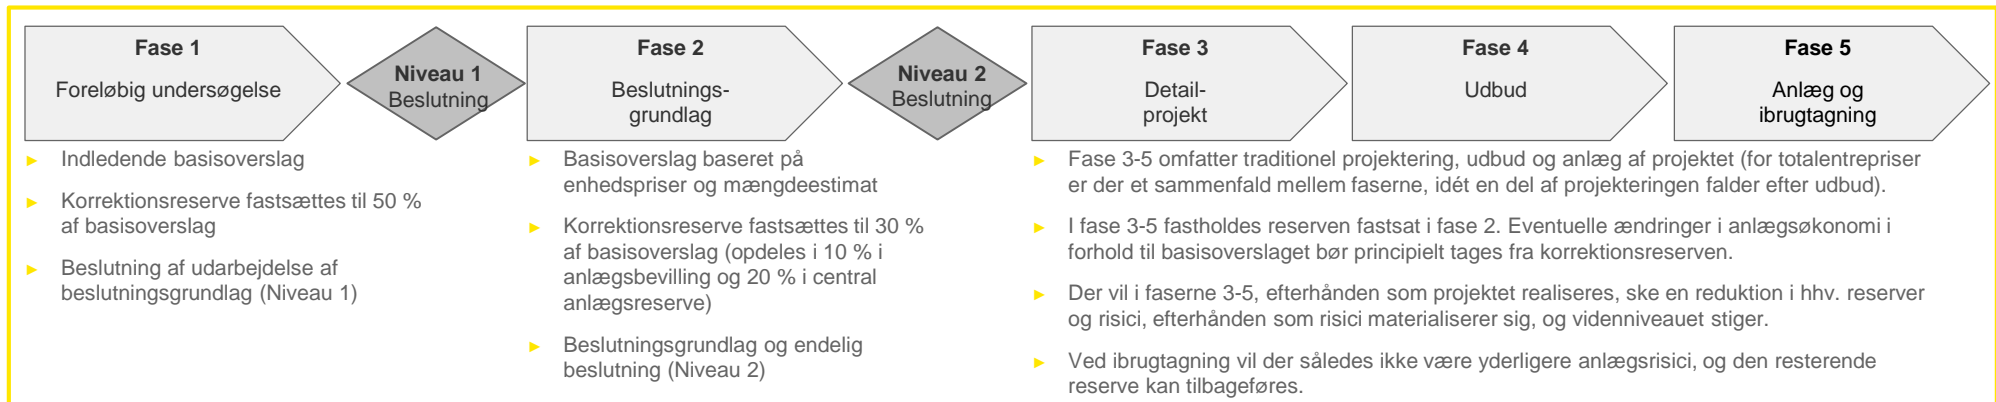 Fase 1
Foreløbig undersøgelse
Niveau 1
Beslutning
Fase 2
Beslutnings-
grundlag
Niveau 2
Beslutning
Fase 3
Detail-
projekt
Fase 4
Udbud
Fase 5
Anlæg og
ibrugtagning
► Indledende basisoverslag
► Korrektionsreserve fastsættes til 50 %
af basisoverslag
► Beslutning af udarbejdelse af
beslutningsgrundlag (Niveau 1)
► Basisoverslag baseret på
enhedspriser og mængdeestimat
► Korrektionsreserve fastsættes til 30 %
af basisoverslag (opdeles i 10 % i
anlægsbevilling og 20 % i central
anlægsreserve)
► Beslutningsgrundlag og endelig
beslutning (Niveau 2)
► Fase 3-5 omfatter traditionel projektering, udbud og anlæg af projektet (for totalentrepriser
er der et sammenfald mellem faserne, idét en del af projekteringen falder efter udbud).
► I fase 3-5 fastholdes reserven fastsat i fase 2. Eventuelle ændringer i anlægsøkonomi i
forhold til basisoverslaget bør principielt tages fra korrektionsreserven.
► Der vil i faserne 3-5, efterhånden som projektet realiseres, ske en reduktion i hhv. reserver
og risici, efterhånden som risici materialiserer sig, og videnniveauet stiger.
► Ved ibrugtagning vil der således ikke være yderligere anlægsrisici, og den resterende
reserve kan tilbageføres.